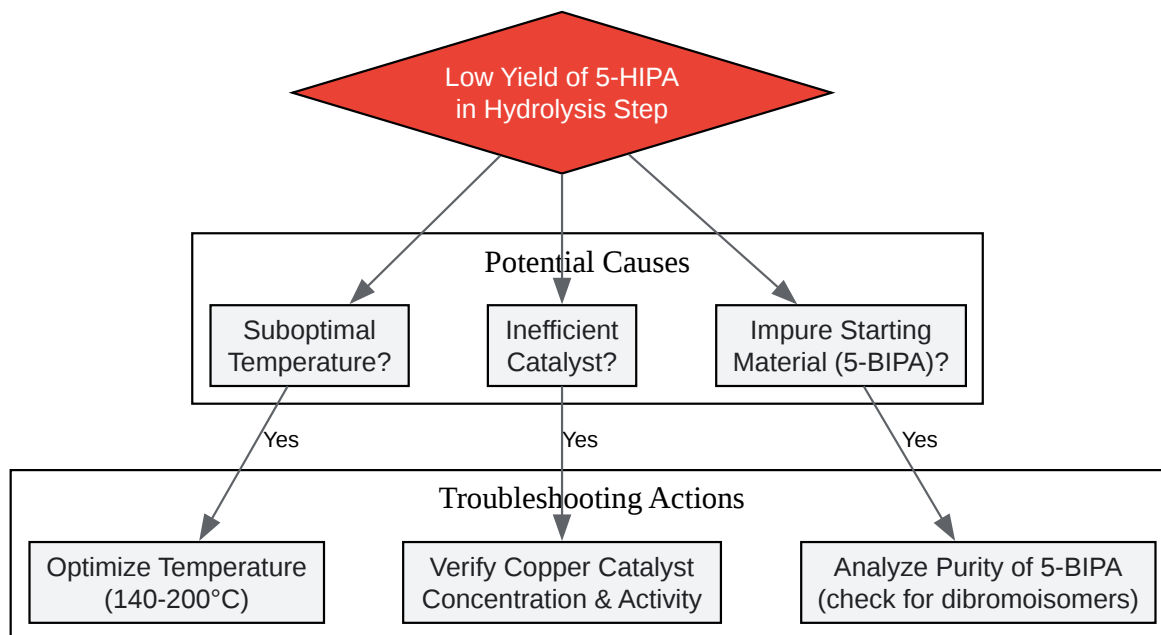 Low Yield of 5-HIPA
in Hydrolysis Step
Potential Causes
Suboptimal
Temperature?
Inefficient
Catalyst?
Impure Starting
Material (5-BIPA)?
Yes
Yes
Yes
Troubleshooting Actions
Optimize Temperature
(140-200°C)
Verify Copper Catalyst
Concentration & Activity
Analyze Purity of 5-BIPA
(check for dibromoisomers)